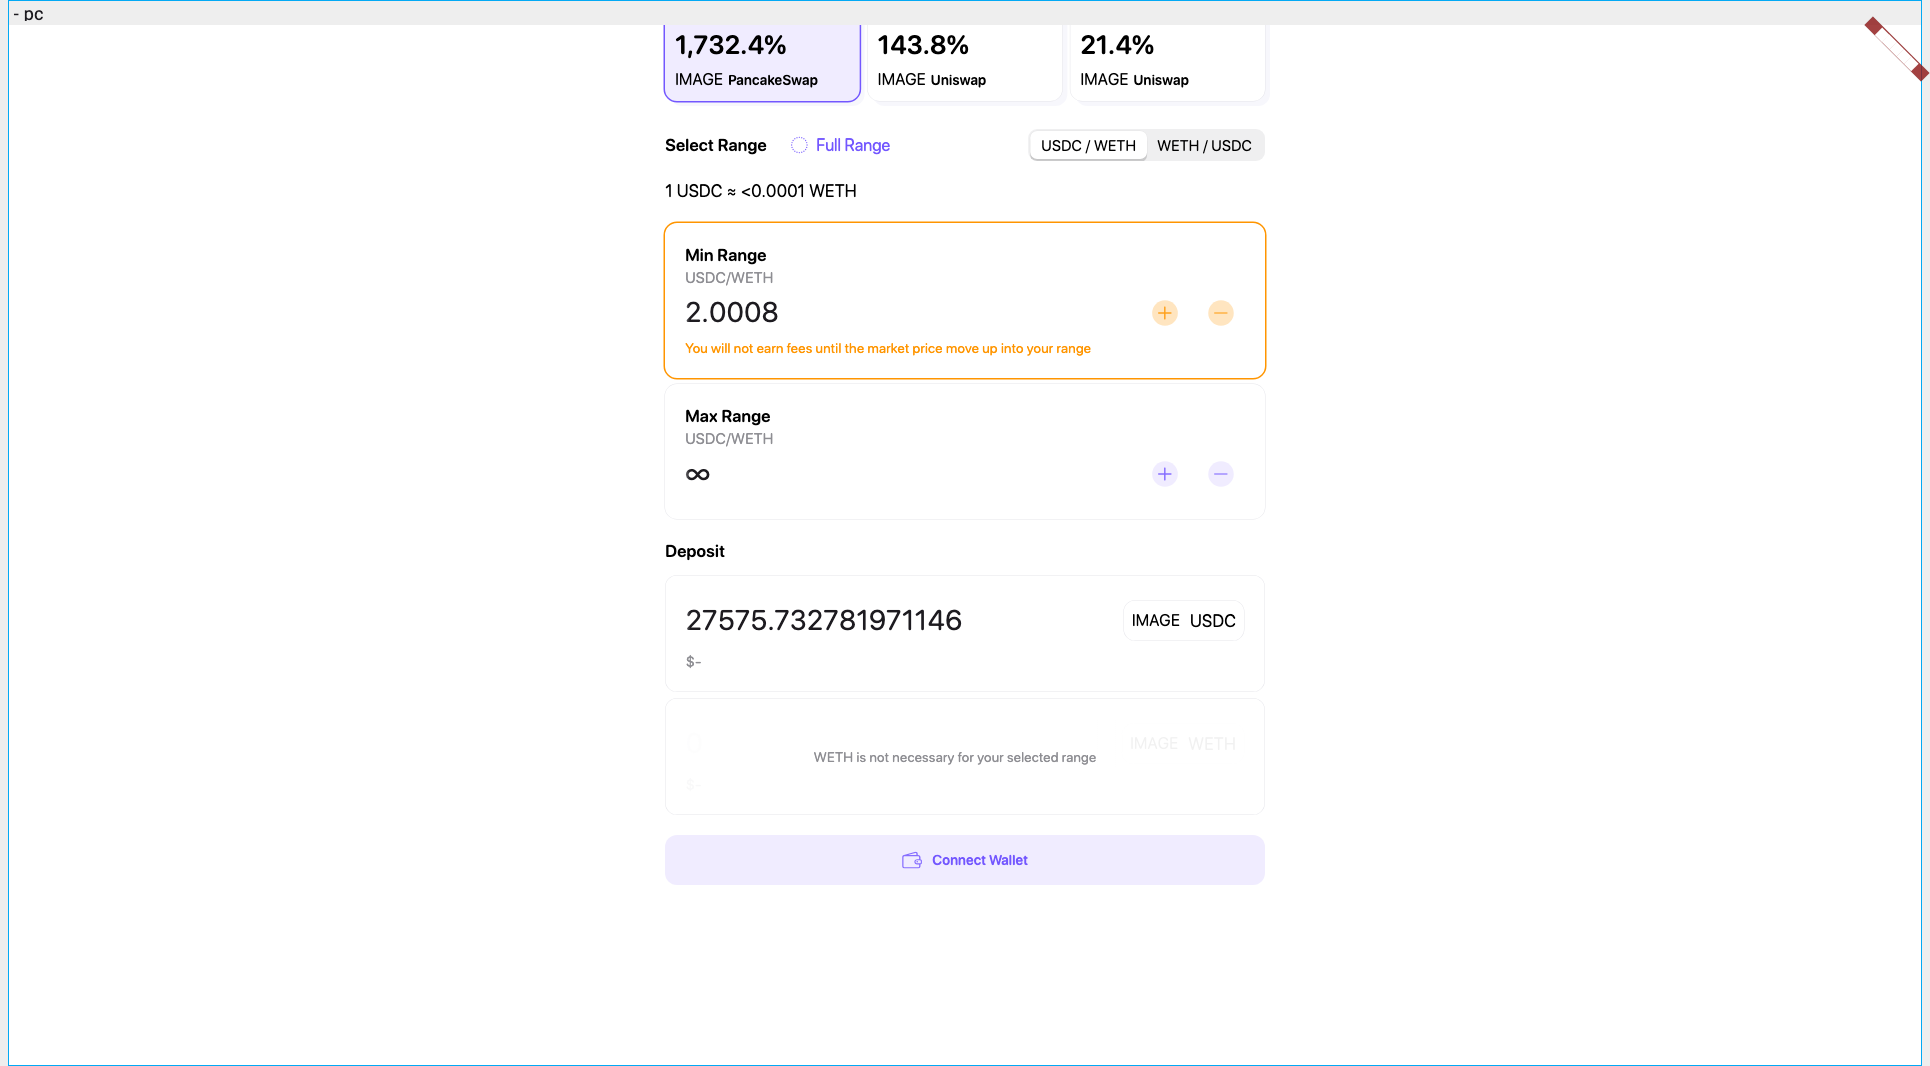 - pc
1,732.4% 143.8% 21.4%
IMAGE PancakeSwap IMAGE Uniswap IMAGE Uniswap
Select Range Full Range USDC / WETH WETH / USDC
1 USDC ≈ <0.0001 WETH
Min Range
USDC/WETH
2.0008
You will not earn fees until the market price move up into your range
Max Range
USDC/WETH
∞
Deposit
27575.732781971146 IMAGE USDC
$-
IMAGE WETH
WETH is not necessary for your selected range
$-
Connect Wallet